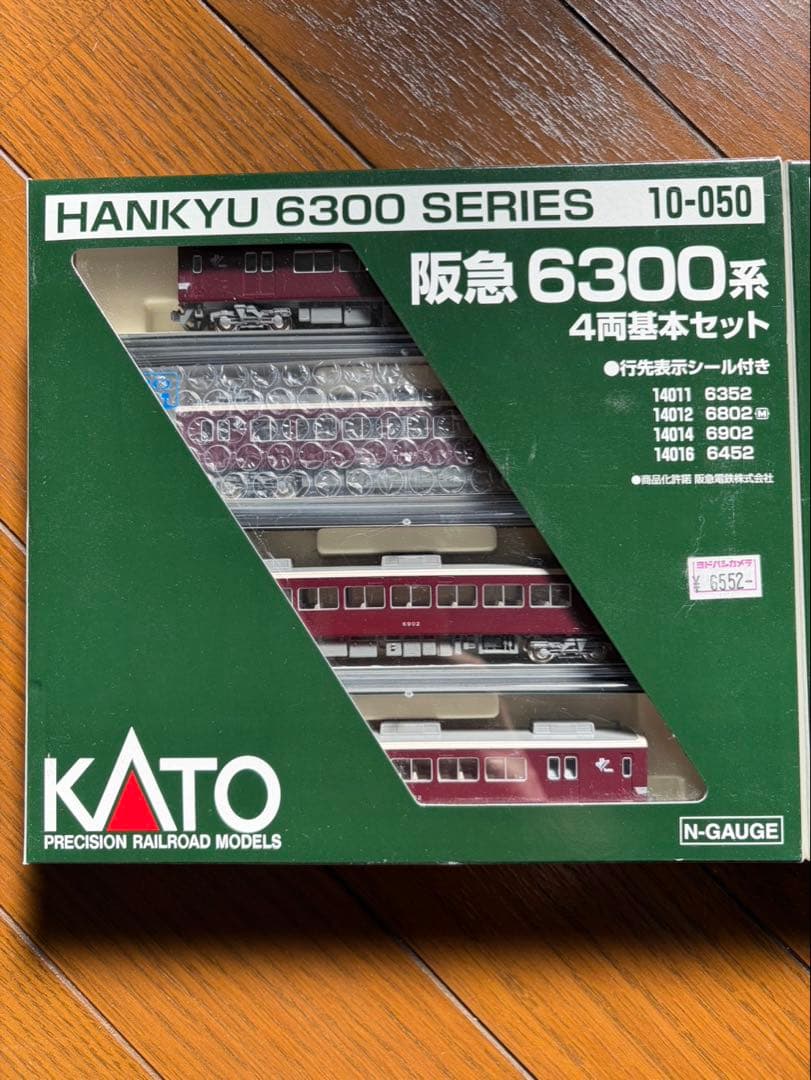 HANKYU 6300 SERIES 10-050
阪急 6300系
4両基本セット
●行先表示シール付き
14011 6352
14012 6802 M
14014 6902
14016 6452
●商品化許諾 阪急電鉄株式会社
ヨドバシカメラ
¥ 6552-
6902
KATO
PRECISION RAILROAD MODELS
N-GAUGE